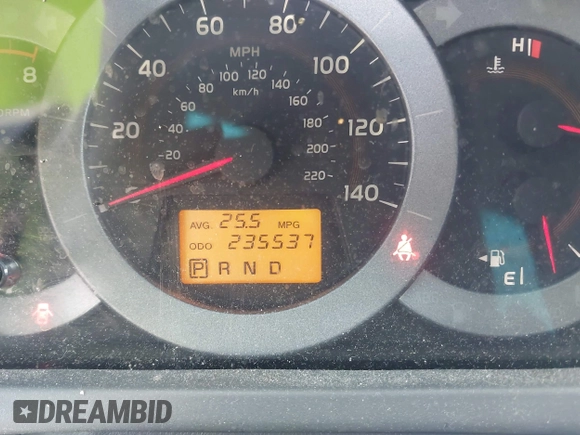 60 80
MPH
40 100
100 120
80 140
km/h
60 160
20 40 180 120
20 200
220
140
8
0RPM
AVG. 25.5 MPG
ODO 235537
P R N D
H
E
DREAMBID